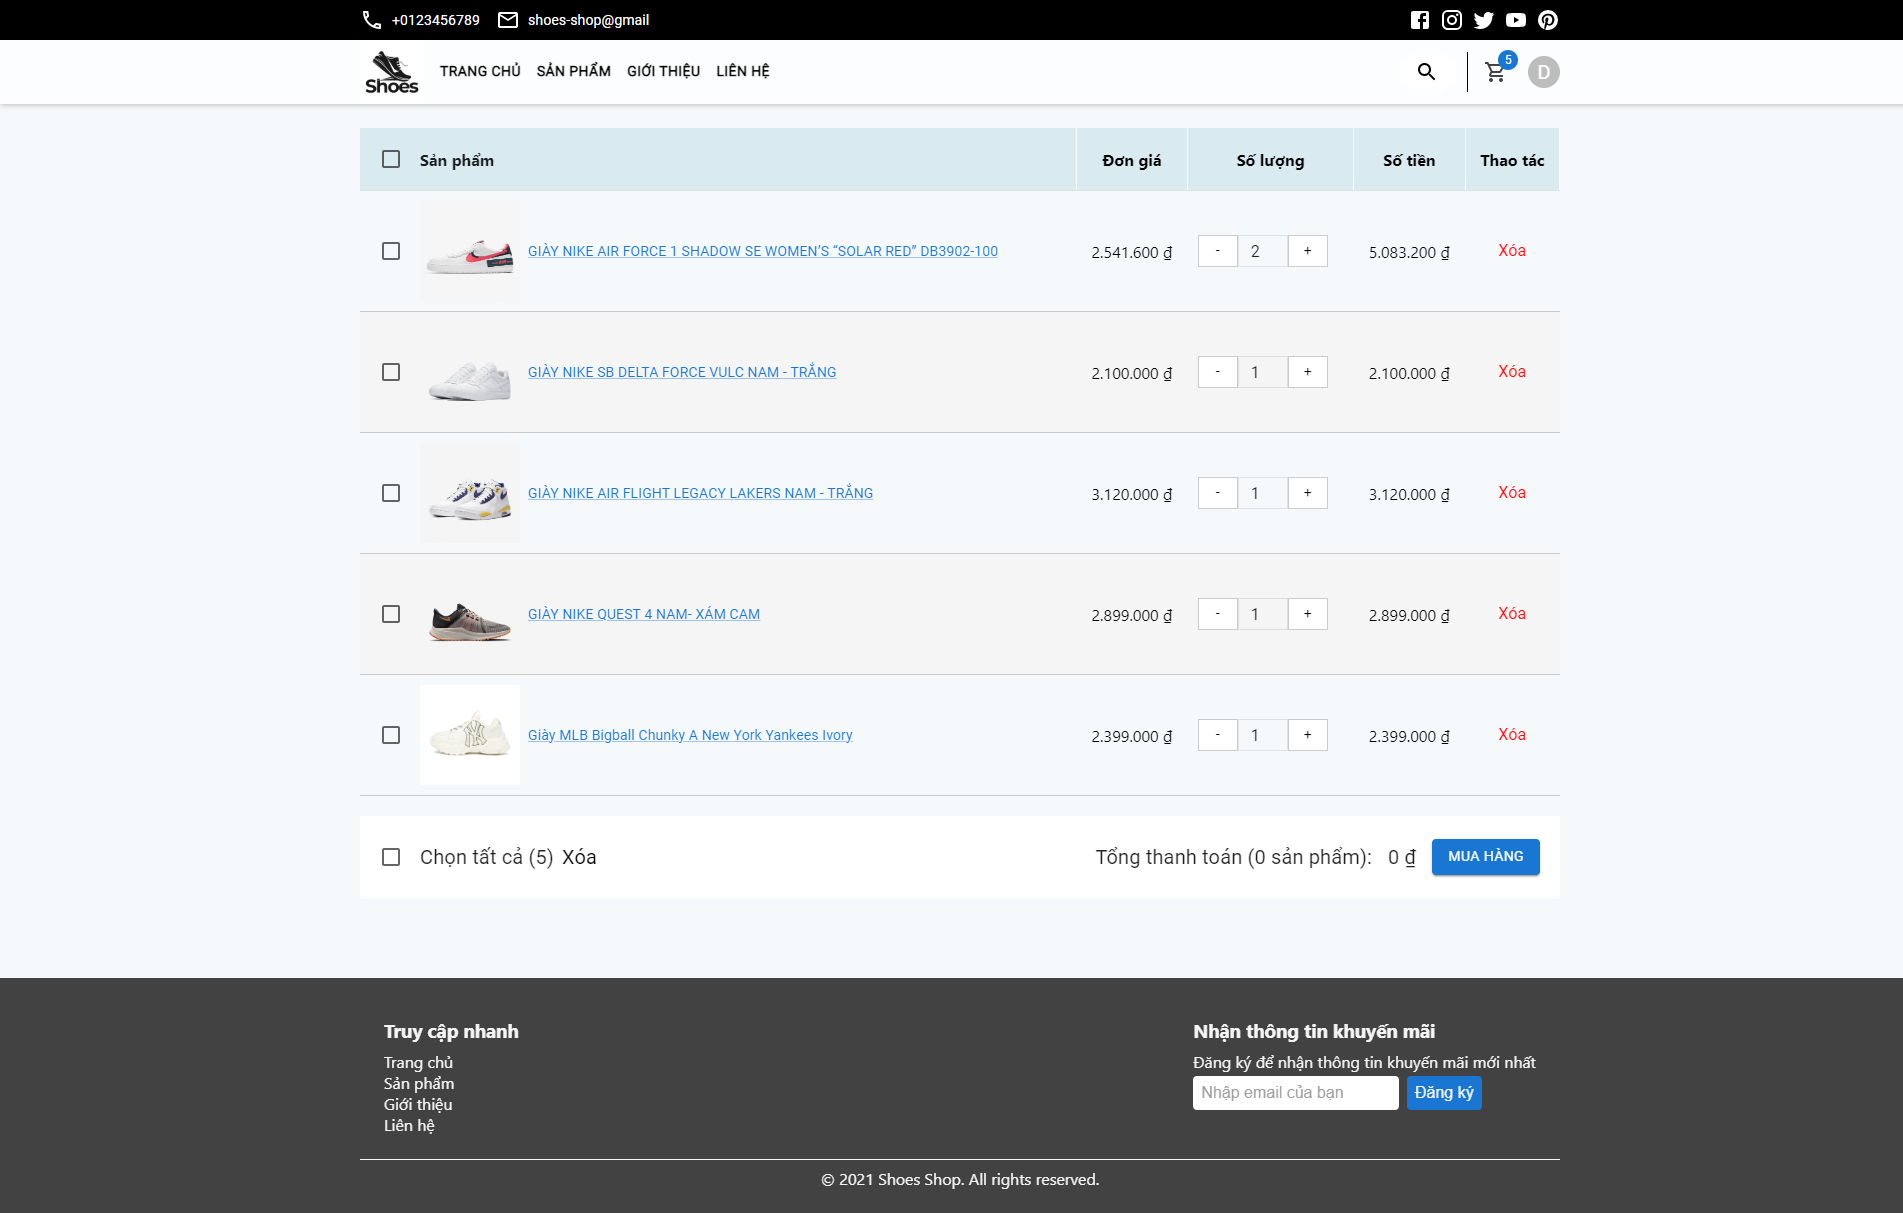 +0123456789 shoes-shop@gmail
Shoes TRANG CHỦ SẢN PHẨM GIỚI THIỆU LIÊN HỆ 5 D
Sản phẩm Đơn giá Số lượng Số tiền Thao tác
GIÀY NIKE AIR FORCE 1 SHADOW SE WOMEN’S “SOLAR RED” DB3902-100 2.541.600 ₫ - 2 + 5.083.200 ₫ Xóa
GIÀY NIKE SB DELTA FORCE VULC NAM - TRẮNG 2.100.000 ₫ - 1 + 2.100.000 ₫ Xóa
GIÀY NIKE AIR FLIGHT LEGACY LAKERS NAM - TRẮNG 3.120.000 ₫ - 1 + 3.120.000 ₫ Xóa
GIÀY NIKE QUEST 4 NAM- XÁM CAM 2.899.000 ₫ - 1 + 2.899.000 ₫ Xóa
Giày MLB Bigball Chunky A New York Yankees Ivory 2.399.000 ₫ - 1 + 2.399.000 ₫ Xóa
Chọn tất cả (5) Xóa Tổng thanh toán (0 sản phẩm): 0 ₫ MUA HÀNG
Truy cập nhanh
Trang chủ
Sản phẩm
Giới thiệu
Liên hệ
Nhận thông tin khuyến mãi
Đăng ký để nhận thông tin khuyến mãi mới nhất
Nhập email của bạn Đăng ký
© 2021 Shoes Shop. All rights reserved.